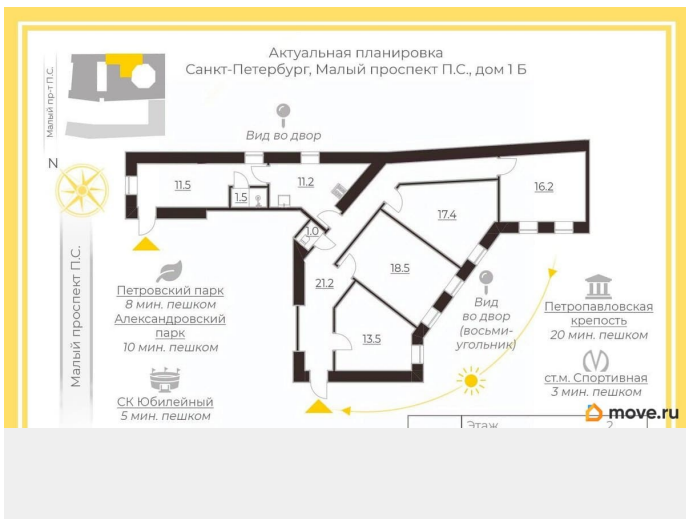 Актуальная планировка
Санкт-Петербург, Малый проспект П.С., дом 1 Б
Малый пр-т П.С.
Вид во двор
N
11.5
1.5
11.2
16.2
17.4
1.0
21.2
18.5
13.5
Малый проспект П.С.
Петровский парк
8 мин. пешком
Александровский
парк
10 мин. пешком
СК Юбилейный
5 мин. пешком
Вид
во двор
(восьми-
угольник)
Петропавловская
крепость
20 мин. пешком
ст.м. Спортивная
3 мин. пешком
move.ru
Этаж 2